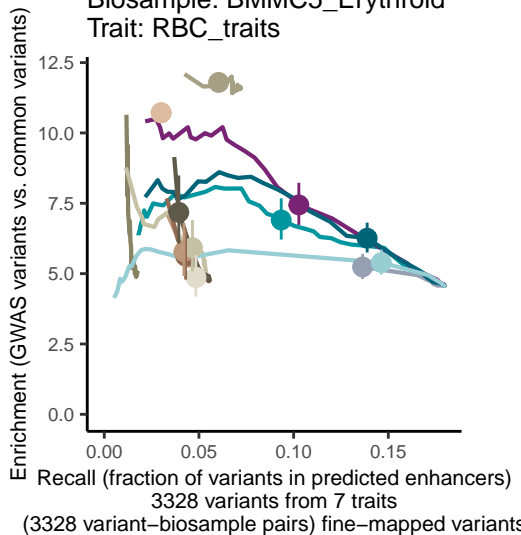 Biosample: BMMC5_Erythroid
Trait: RBC_traits
Enrichment (GWAS variants vs. common variants)
12.5
10.0
7.5
5.0
2.5
0.0
0.00
0.05
0.10
0.15
Recall (fraction of variants in predicted enhancers)
3328 variants from 7 traits
(3328 variant−biosample pairs) fine−mapped variants